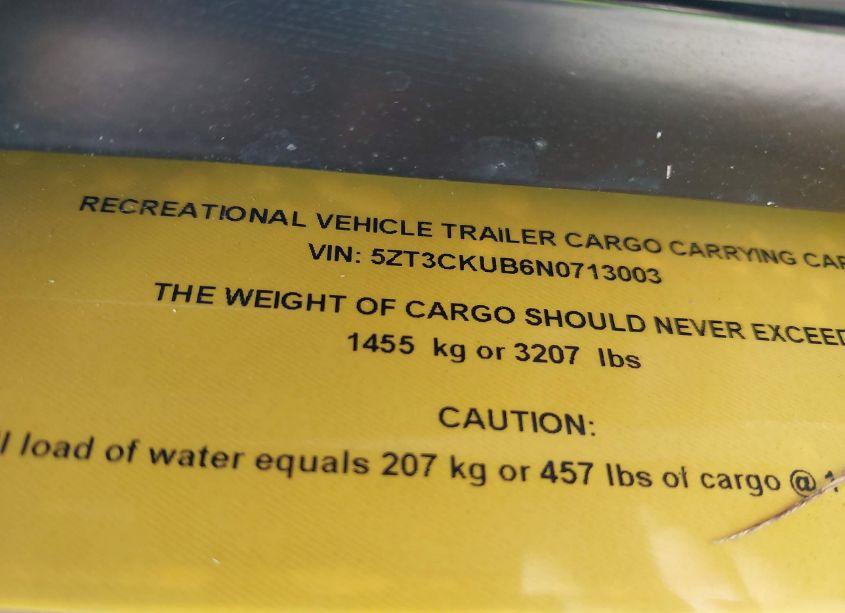 RECREATIONAL VEHICLE TRAILER CARGO CARRYING
VIN: 5ZT3CKUB6N0713003
THE WEIGHT OF CARGO SHOULD NEVER EXCEED
1455 kg or 3207 lbs
CAUTION:
load of water equals 207 kg or 457 lbs of cargo @